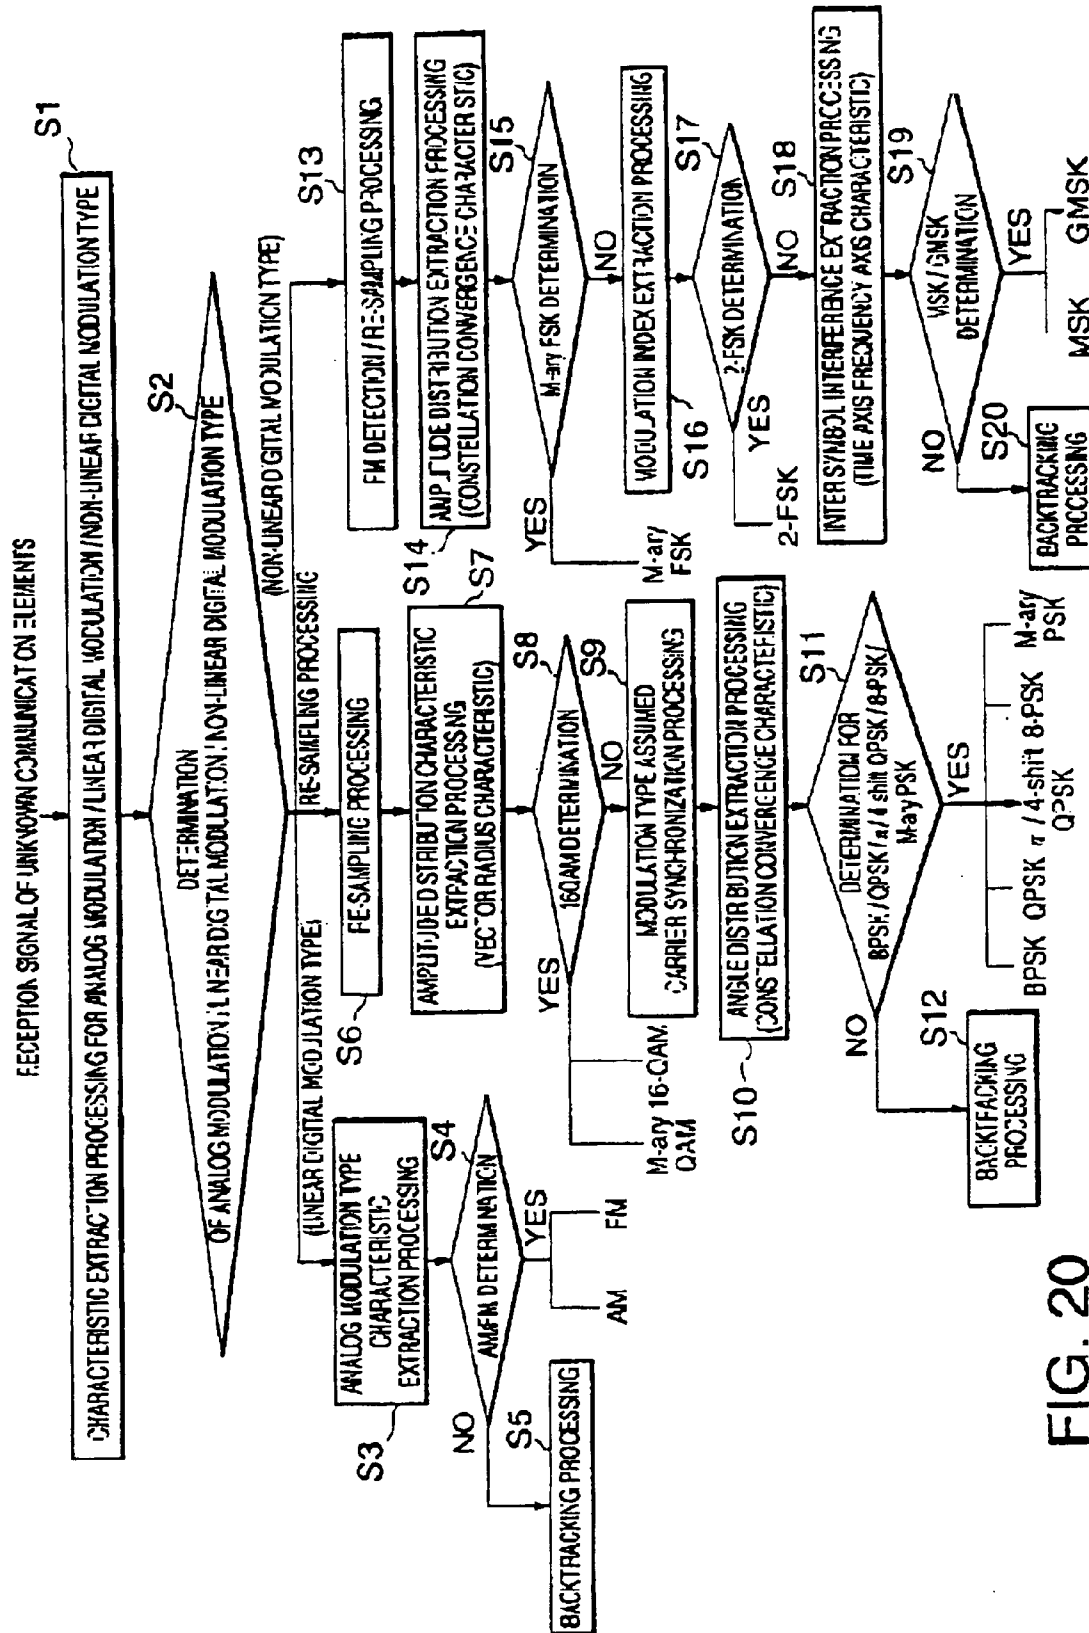 RECEPTION SIGNAL OF UNKNOWN COMMUNICATION ELEMENTS
S1
CHARACTERISTIC EXTRACTION PROCESSING FOR ANALOG MODULATION / LINEAR DIGITAL MODULATION / NON-LINEAR DIGITAL MODULATION TYPE
S2
DETERMINATION
OF ANALOG MODULATION / LINEAR DIGITAL MODULATION / NON-LINEAR DIGITAL MODULATION TYPE
(LINEAR DIGITAL MODULATION TYPE)
RE-SAMPLING PROCESSING
(NON-LINEAR DIGITAL MODULATION TYPE)
S3
ANALOG MODULATION TYPE
CHARACTERISTIC
EXTRACTION PROCESSING
S4
AM/FM DETERMINATION
NO
YES
S5
BACKTRACKING PROCESSING
AM
FM
S6
RE-SAMPLING PROCESSING
S7
AMPLITUDE DISTRIBUTION CHARACTERISTIC
EXTRACTION PROCESSING
(VECTOR RADIUS CHARACTERISTIC)
S8
16QAM DETERMINATION
YES
NO
M-ary 16-QAM
QAM
S9
MODULATION TYPE ASSUMED
CARRIER SYNCHRONIZATION PROCESSING
S10
ANGLE DISTRIBUTION EXTRACTION PROCESSING
(CONSTELLATION CONVERGENCE CHARACTERISTIC)
S11
DETERMINATION FOR
BPSK / QPSK / π / 4 shift QPSK / 8-PSK /
M-ary PSK
NO
YES
S12
BACKTRACKING
PROCESSING
BPSK QPSK π / 4-shift 8-PSK M-ary
QPSK PSK
S13
FM DETECTION / RE-SAMPLING PROCESSING
S14
AMPLITUDE DISTRIBUTION EXTRACTION PROCESSING
(CONSTELLATION CONVERGENCE CHARACTERISTIC)
S15
M-ary FSK DETERMINATION
YES
NO
M-ary
FSK
MODULATION INDEX EXTRACTION PROCESSING
S16
S17
2-FSK DETERMINATION
YES
NO
2-FSK
S18
INTER SYMBOL INTERFERENCE EXTRACTION PROCESSING
(TIME AXIS FREQUENCY AXIS CHARACTERISTIC)
S19
MSK / GMSK
DETERMINATION
NO
YES
S20
BACKTRACKING
PROCESSING
MSK
GMSK
FIG. 20